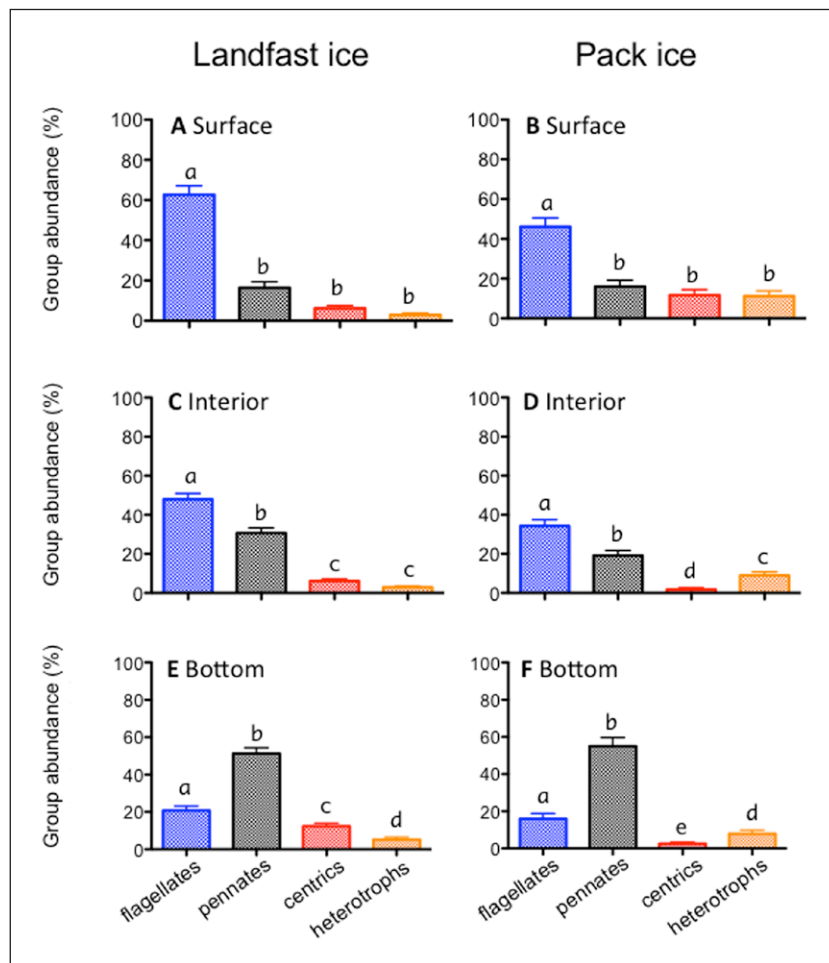 Landfast ice
Pack ice
Group abundance (%)
100
80
60
40
20
0
A Surface
a
b
b
b
100
80
60
40
20
0
B Surface
a
b
b
b
Group abundance (%)
100
80
60
40
20
0
C Interior
a
b
c
c
100
80
60
40
20
0
D Interior
a
b
d
c
Group abundance (%)
100
80
60
40
20
0
E Bottom
a
b
c
d
flagellates
pennates
centrics
heterotrophs
100
80
60
40
20
0
F Bottom
a
b
e
d
flagellates
pennates
centrics
heterotrophs